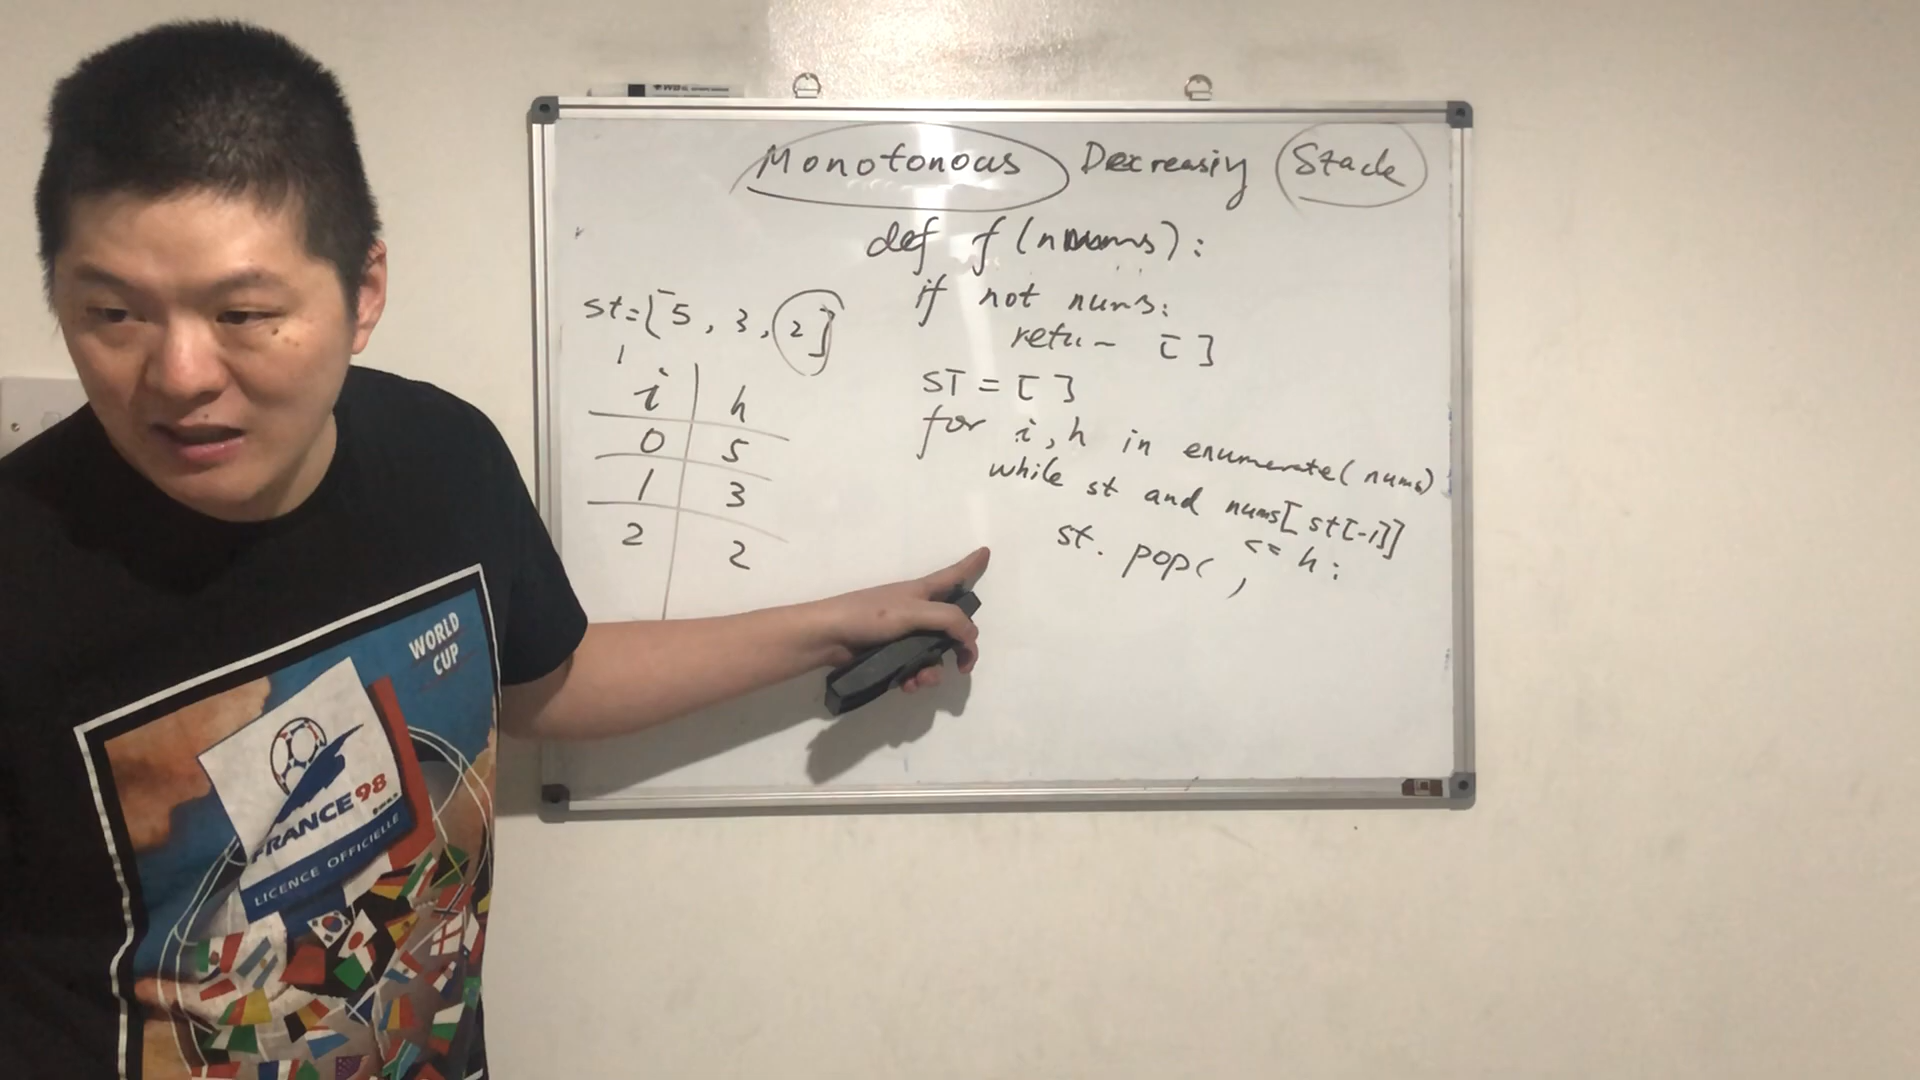 Monotonous Decreasing Stack
def f(nums):
if not nums:
return []
ST = []
for i, h in enumerate(nums)
while st and nums[st[-1]]
<= h:
st. pop()
st=[5, 3, 2]
i h
0 5
1 3
2 2
WORLD
CUP
FRANCE 98
LICENCE OFFICIELLE